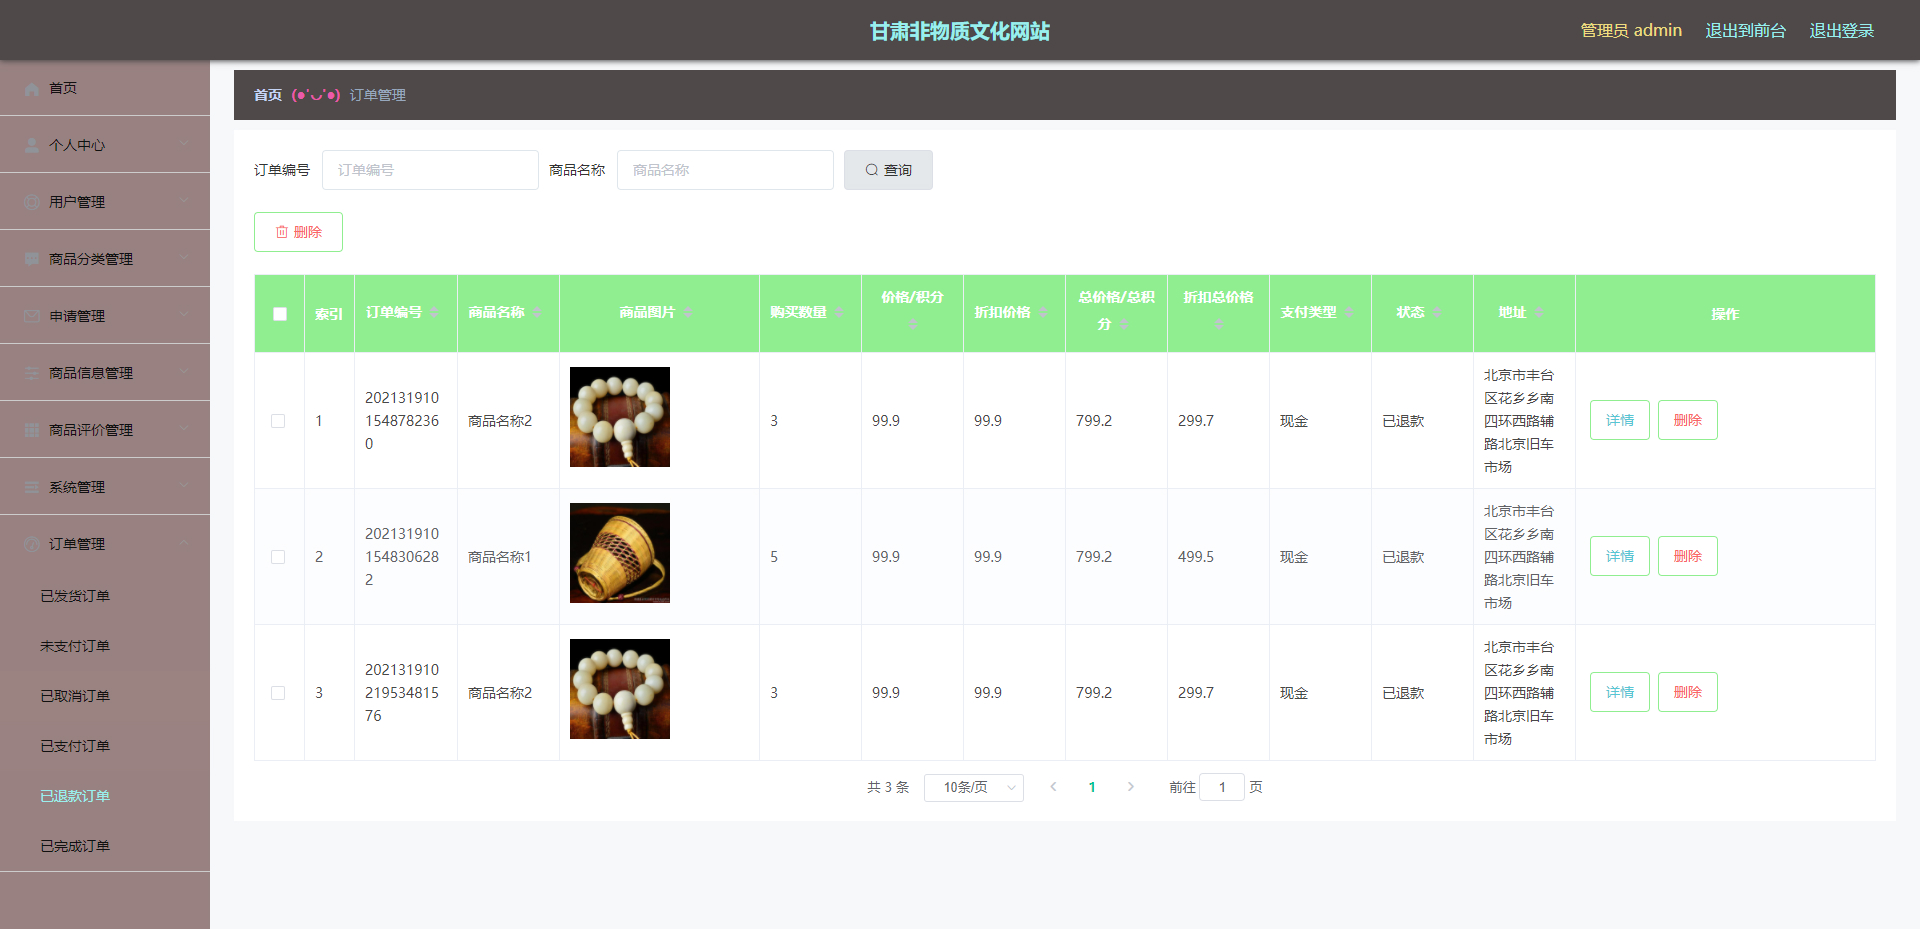 甘肃非物质文化网站
管理员 admin 退出到前台 退出登录
首页
个人中心
用户管理
商品分类管理
申请管理
商品信息管理
商品评价管理
系统管理
订单管理
已发货订单
未支付订单
已取消订单
已支付订单
已退款订单
已完成订单
首页 (●'◡'●) 订单管理
订单编号 订单编号 商品名称 商品名称 查询
删除
索引 订单编号 商品名称 商品图片 购买数量 价格/积分 折扣价格 总价格/总积分 折扣总价格 支付类型 状态 地址 操作
1 2021319101548782360 商品名称2 3 99.9 99.9 799.2 299.7 现金 已退款 北京市丰台区花乡乡南四环西路辅路北京旧车市场 详情 删除
2 2021319101548306282 商品名称1 5 99.9 99.9 799.2 499.5 现金 已退款 北京市丰台区花乡乡南四环西路辅路北京旧车市场 详情 删除
3 20213191021953481576 商品名称2 3 99.9 99.9 799.2 299.7 现金 已退款 北京市丰台区花乡乡南四环西路辅路北京旧车市场 详情 删除
共 3 条 10条/页 1 前往 1 页